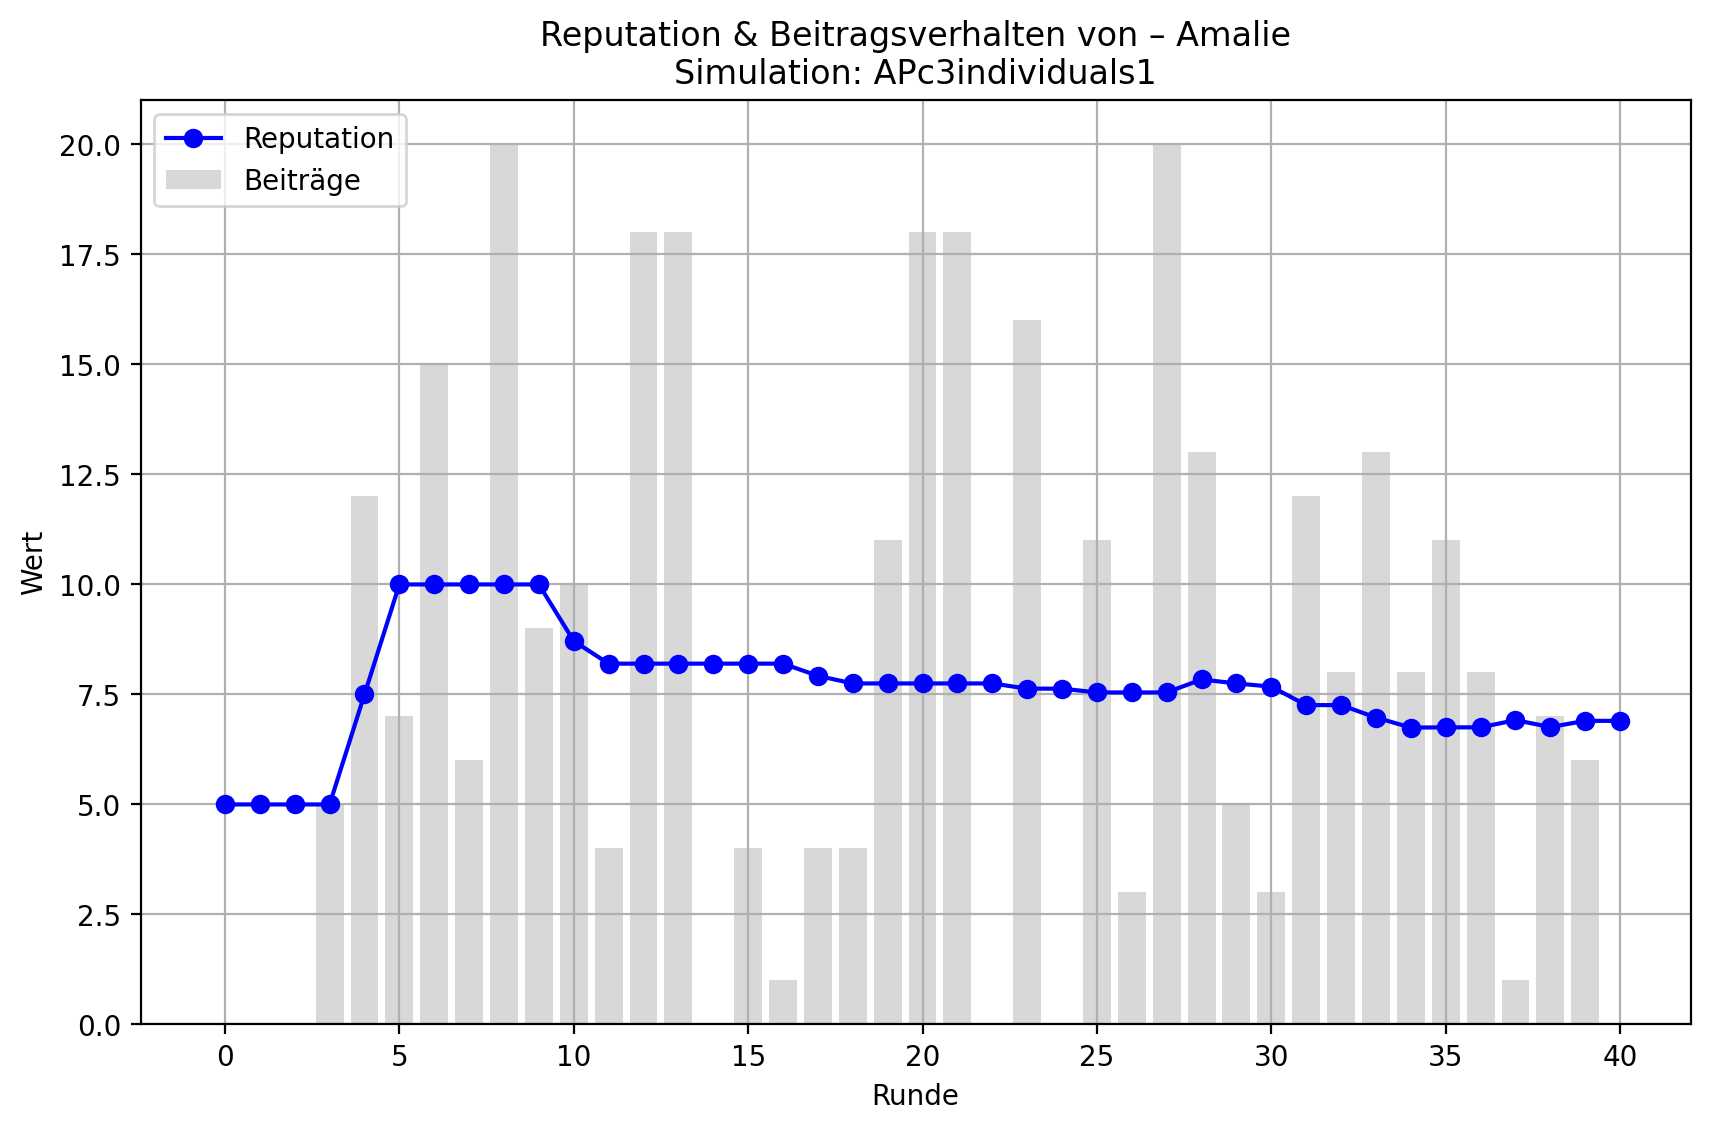 Reputation & Beitragsverhalten von – Amalie
Simulation: APc3individuals1
Reputation
Beiträge
20.0
17.5
15.0
12.5
10.0
7.5
5.0
2.5
0.0
Wert
0 5 10 15 20 25 30 35 40
Runde